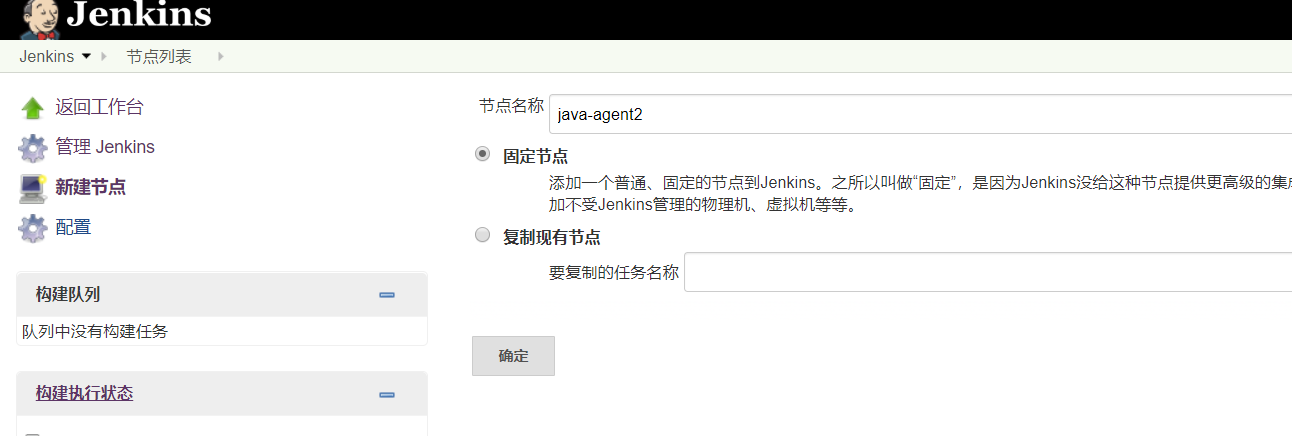 Jenkins
Jenkins 节点列表
返回工作台
管理 Jenkins
新建节点
配置
构建队列
队列中没有构建任务
构建执行状态
节点名称 java-agent2
固定节点
添加一个普通、固定的节点到Jenkins。之所以叫做“固定”，是因为Jenkins没给这种节点提供更高级的集
加不受Jenkins管理的物理机、虚拟机等等。
复制现有节点
要复制的任务名称
确定